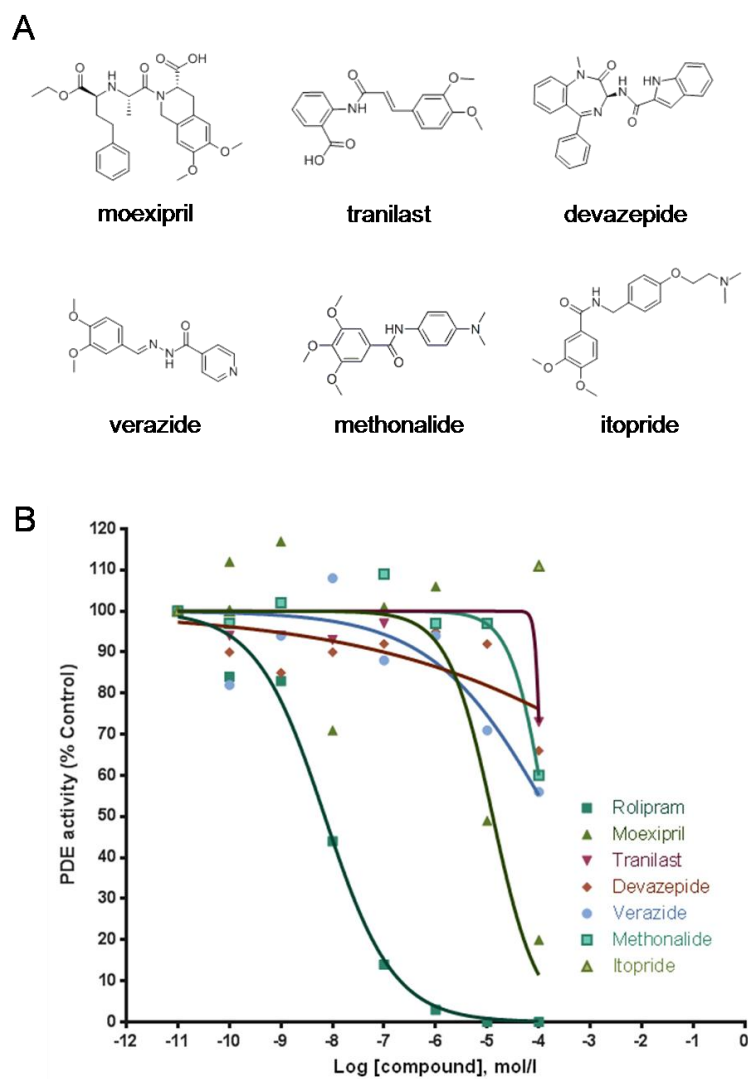 A
moexipril
tranilast
devazepide
verazide
methonalide
itopride
B
PDE activity (% Control)
120
110
100
90
80
70
60
50
40
30
20
10
0
Rolipram
Moexipril
Tranilast
Devazepide
Verazide
Methonalide
Itopride
-12 -11 -10 -9 -8 -7 -6 -5 -4 -3 -2 -1 0
Log [compound], mol/l